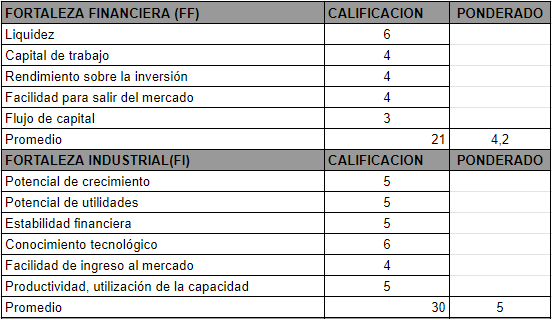 FORTALEZA FINANCIERA (FF) CALIFICACION PONDERADO
Liquidez 6
Capital de trabajo 4
Rendimiento sobre la inversión 4
Facilidad para salir del mercado 4
Flujo de capital 3
Promedio 21 4,2
FORTALEZA INDUSTRIAL(FI) CALIFICACION PONDERADO
Potencial de crecimiento 5
Potencial de utilidades 5
Estabilidad financiera 5
Conocimiento tecnológico 6
Facilidad de ingreso al mercado 4
Productividad, utilización de la capacidad 5
Promedio 30 5